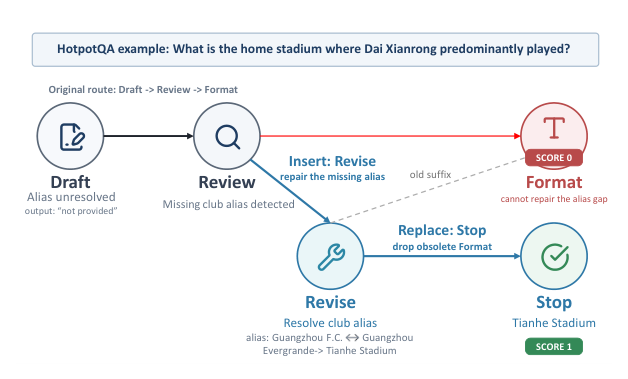 HotpotQA example: What is the home stadium where Dai Xianrong predominantly played?
Original route: Draft -> Review -> Format
SCORE 0
Draft
Alias unresolved
output: "not provided"
Review
Missing club alias detected
Insert: Revise
repair the missing alias
old suffix
Format
cannot repair the alias gap
Replace: Stop
drop obsolete Format
Revise
Resolve club alias
alias: Guangzhou F.C. <-> Guangzhou
Evergrande-> Tianhe Stadium
Stop
Tianhe Stadium
SCORE 1